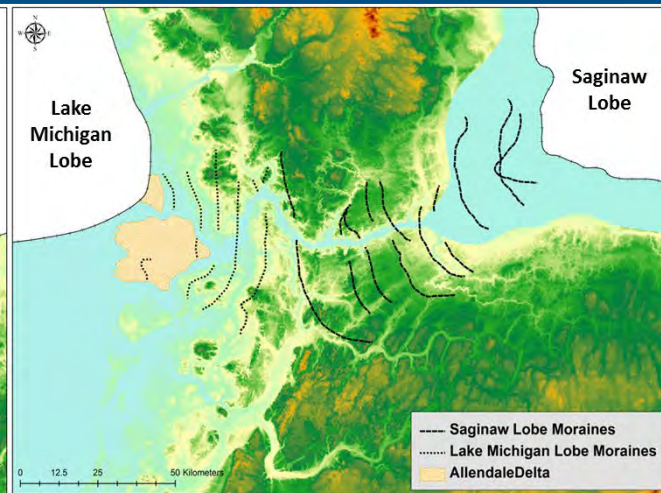 N
W E
S
Lake
Michigan
Lobe
Saginaw
Lobe
Saginaw Lobe Moraines
Lake Michigan Lobe Moraines
AllendaleDelta
0 12.5 25 50 Kilometers